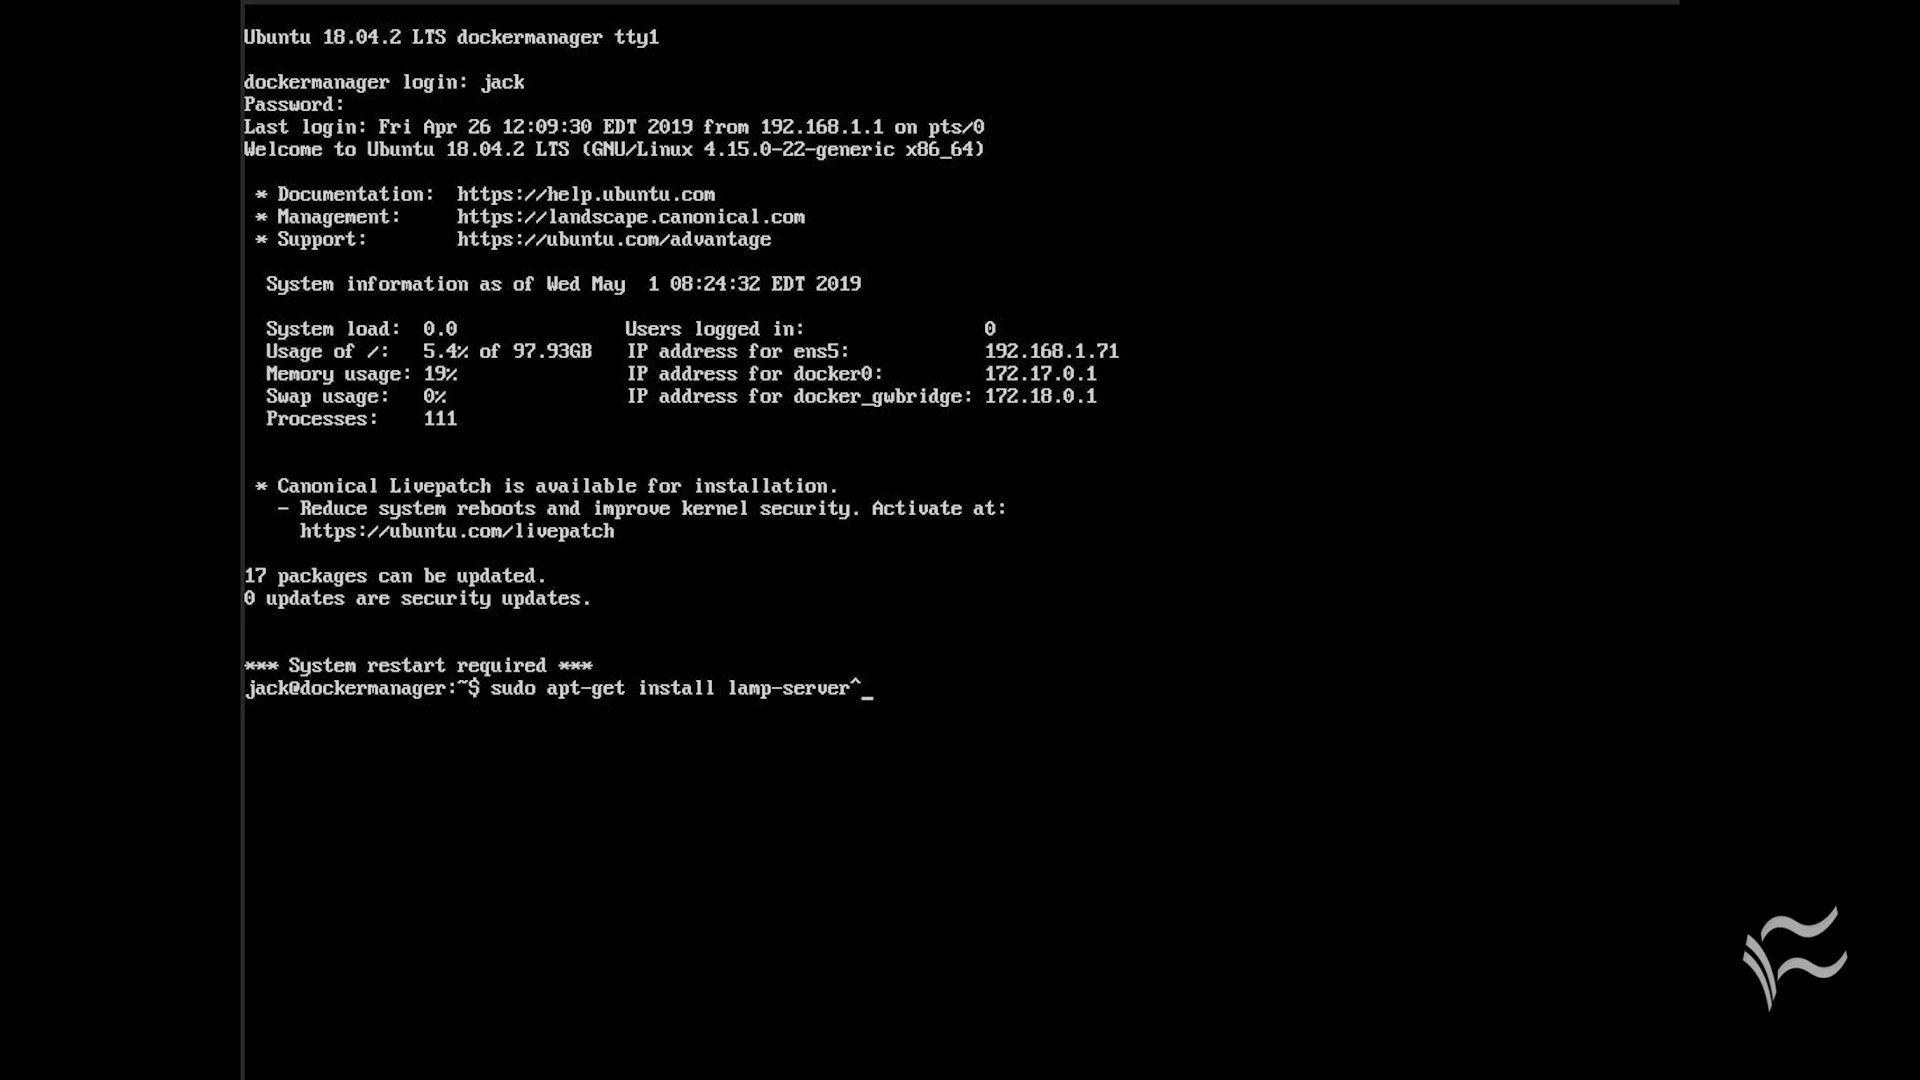 Ubuntu 18.04.2 LTS dockermanager tty1
dockermanager login: jack
Password:
Last login: Fri Apr 26 12:09:30 EDT 2019 from 192.168.1.1 on pts/0
Welcome to Ubuntu 18.04.2 LTS (GNU/Linux 4.15.0-22-generic x86_64)
* Documentation: https://help.ubuntu.com
* Management: https://landscape.canonical.com
* Support: https://ubuntu.com/advantage
System information as of Wed May 1 08:24:32 EDT 2019
System load: 0.0 Users logged in: 0
Usage of /: 5.4% of 97.93GB IP address for ens5: 192.168.1.71
Memory usage: 19% IP address for docker0: 172.17.0.1
Swap usage: 0% IP address for docker_gwbridge: 172.18.0.1
Processes: 111
* Canonical Livepatch is available for installation.
- Reduce system reboots and improve kernel security. Activate at:
https://ubuntu.com/livepatch
17 packages can be updated.
0 updates are security updates.
*** System restart required ***
jack@dockermanager:~$ sudo apt-get install lamp-server^_